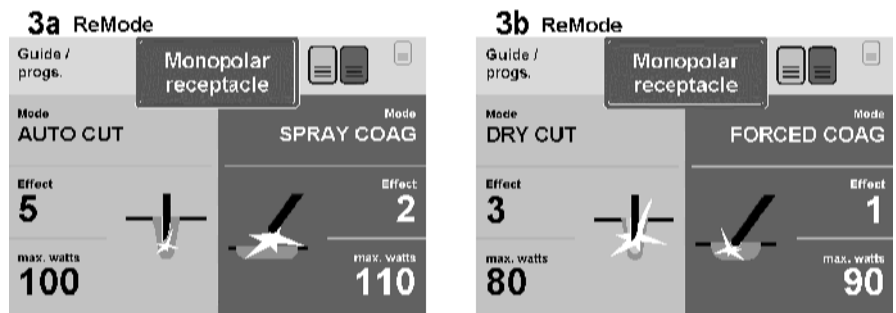 3a ReMode
Guide /
progs.
Monopolar
receptacle
Mode
AUTO CUT
Mode
SPRAY COAG
Effect
5
Effect
2
max. watts
100
max. watts
110
3b ReMode
Guide /
progs.
Monopolar
receptacle
Mode
DRY CUT
Mode
FORCED COAG
Effect
3
Effect
1
max. watts
80
max. watts
90